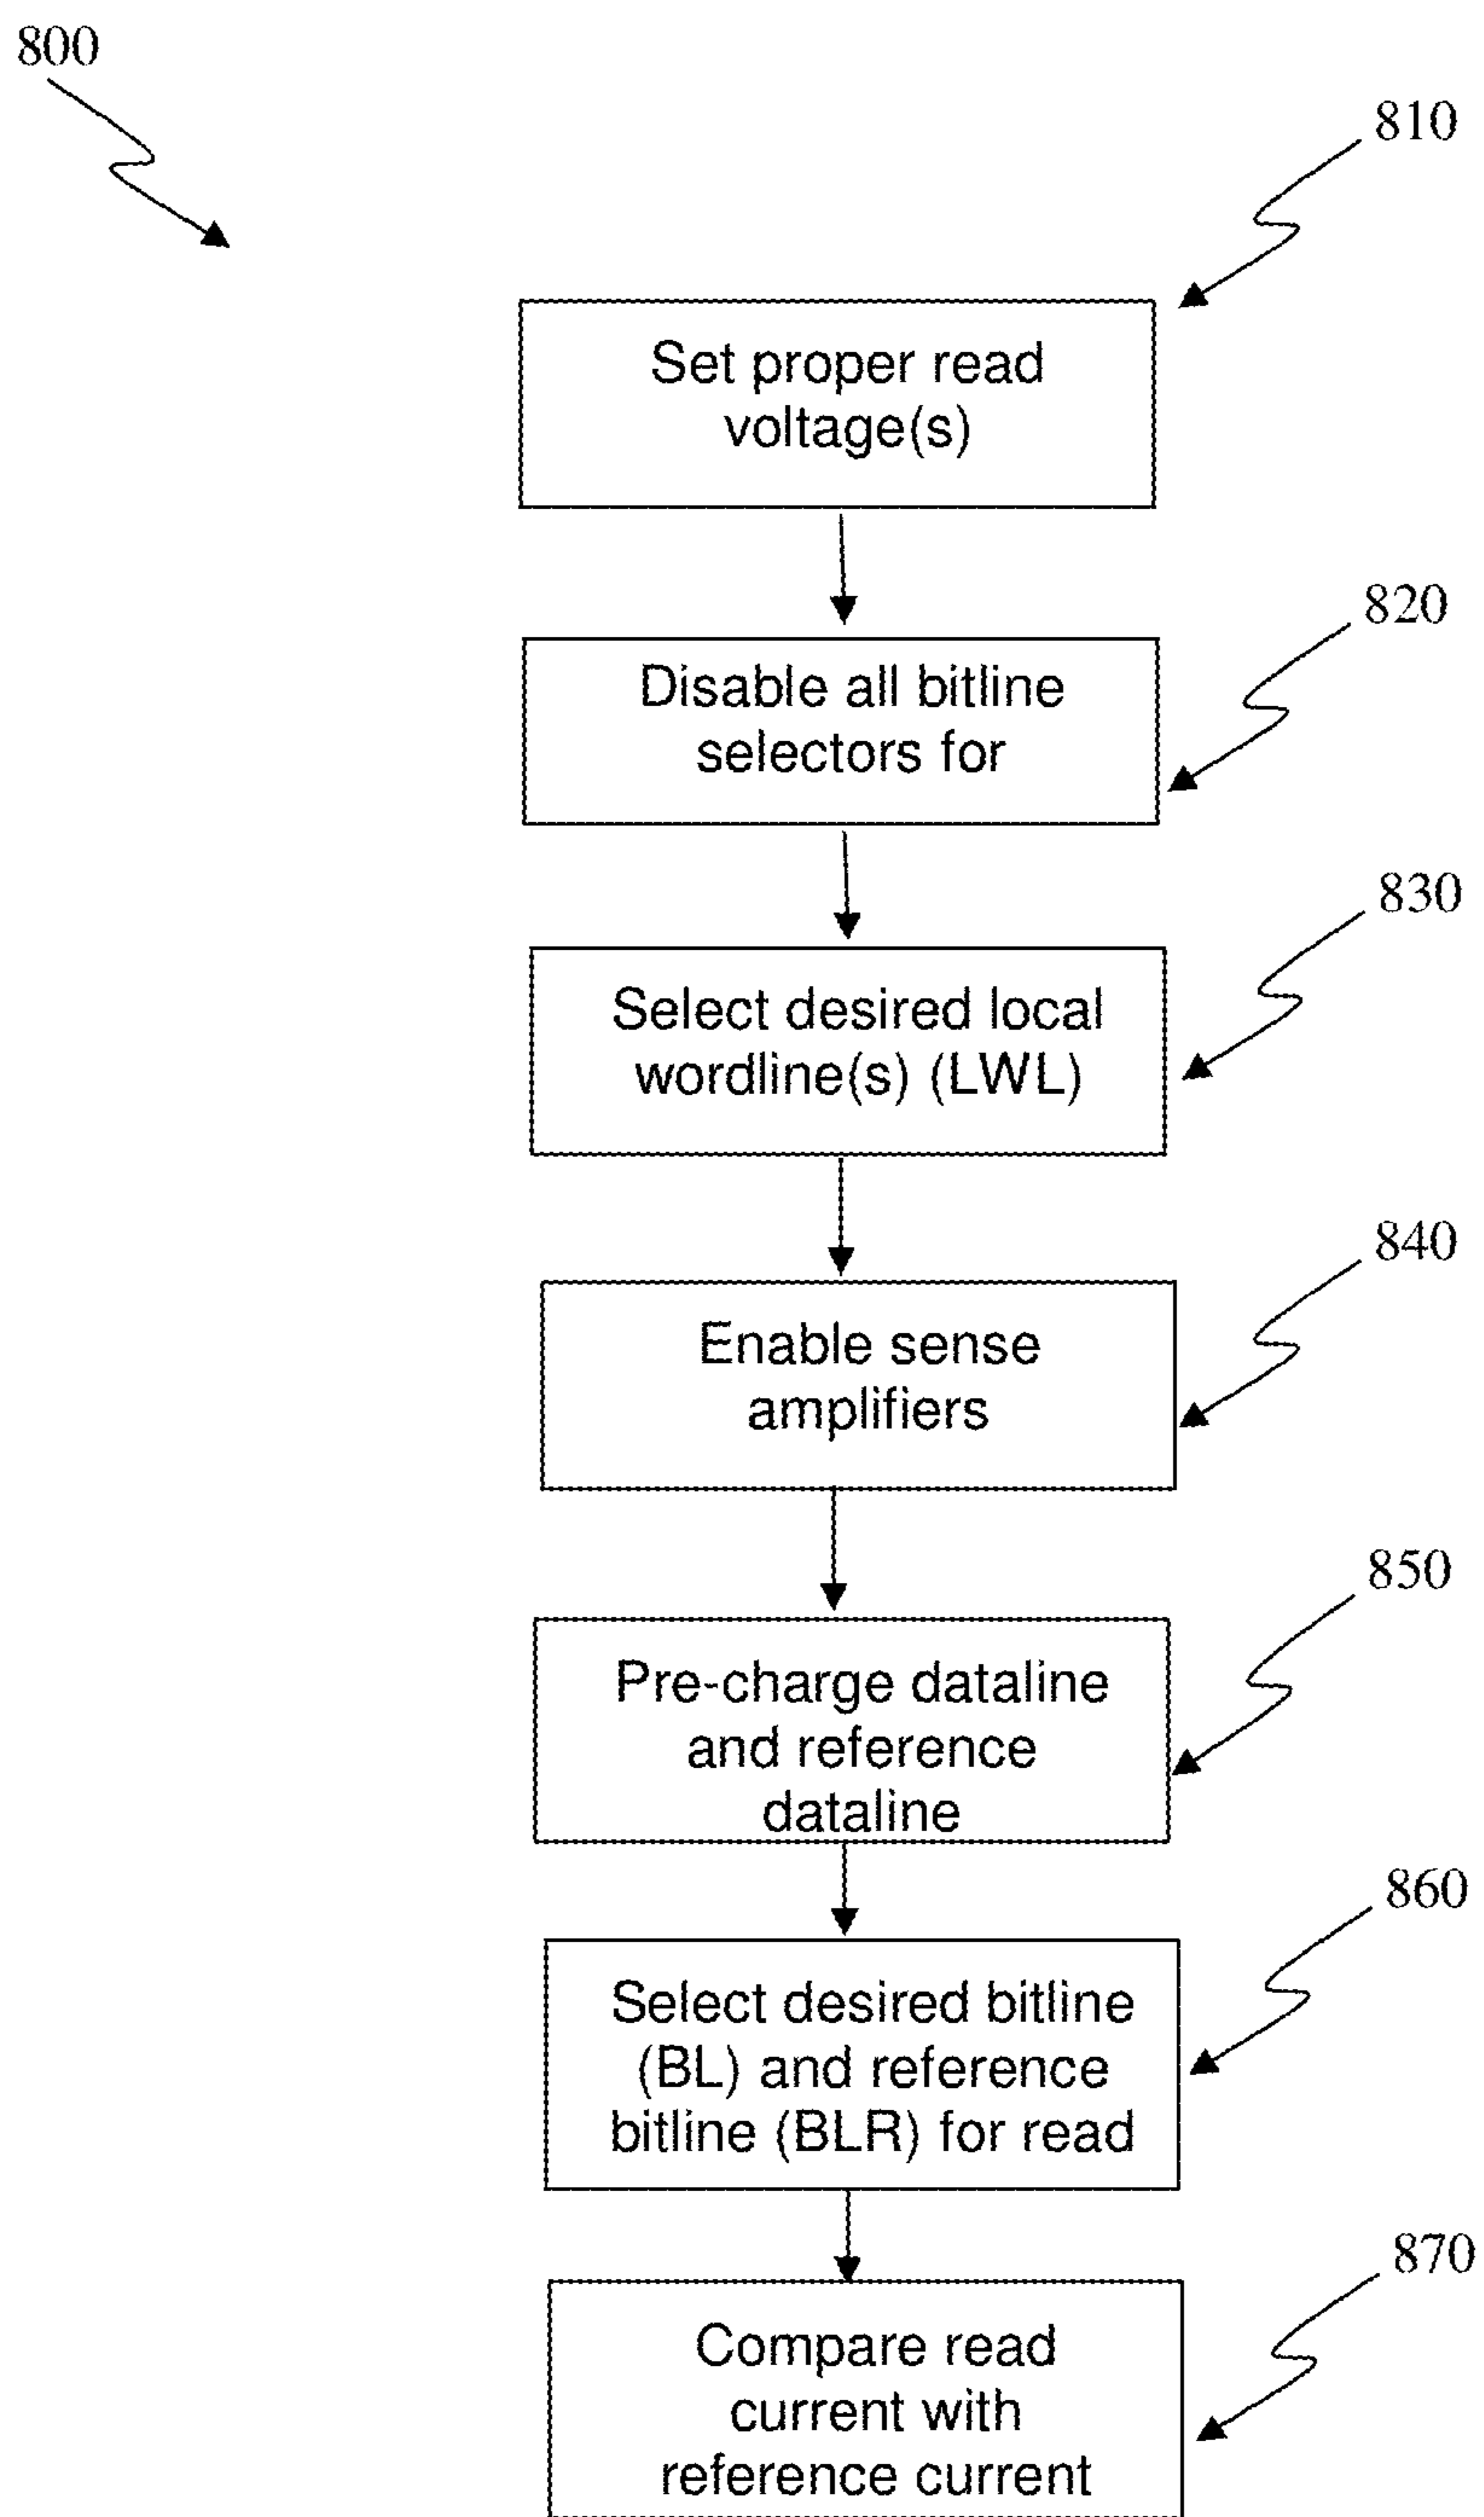 800
810
Set proper read
voltage(s)
820
Disable all bitline
selectors for
830
Select desired local
wordline(s) (LWL)
840
Enable sense
amplifiers
850
Pre-charge dataline
and reference
dataline
860
Select desired bitline
(BL) and reference
bitline (BLR) for read
870
Compare read
current with
reference current